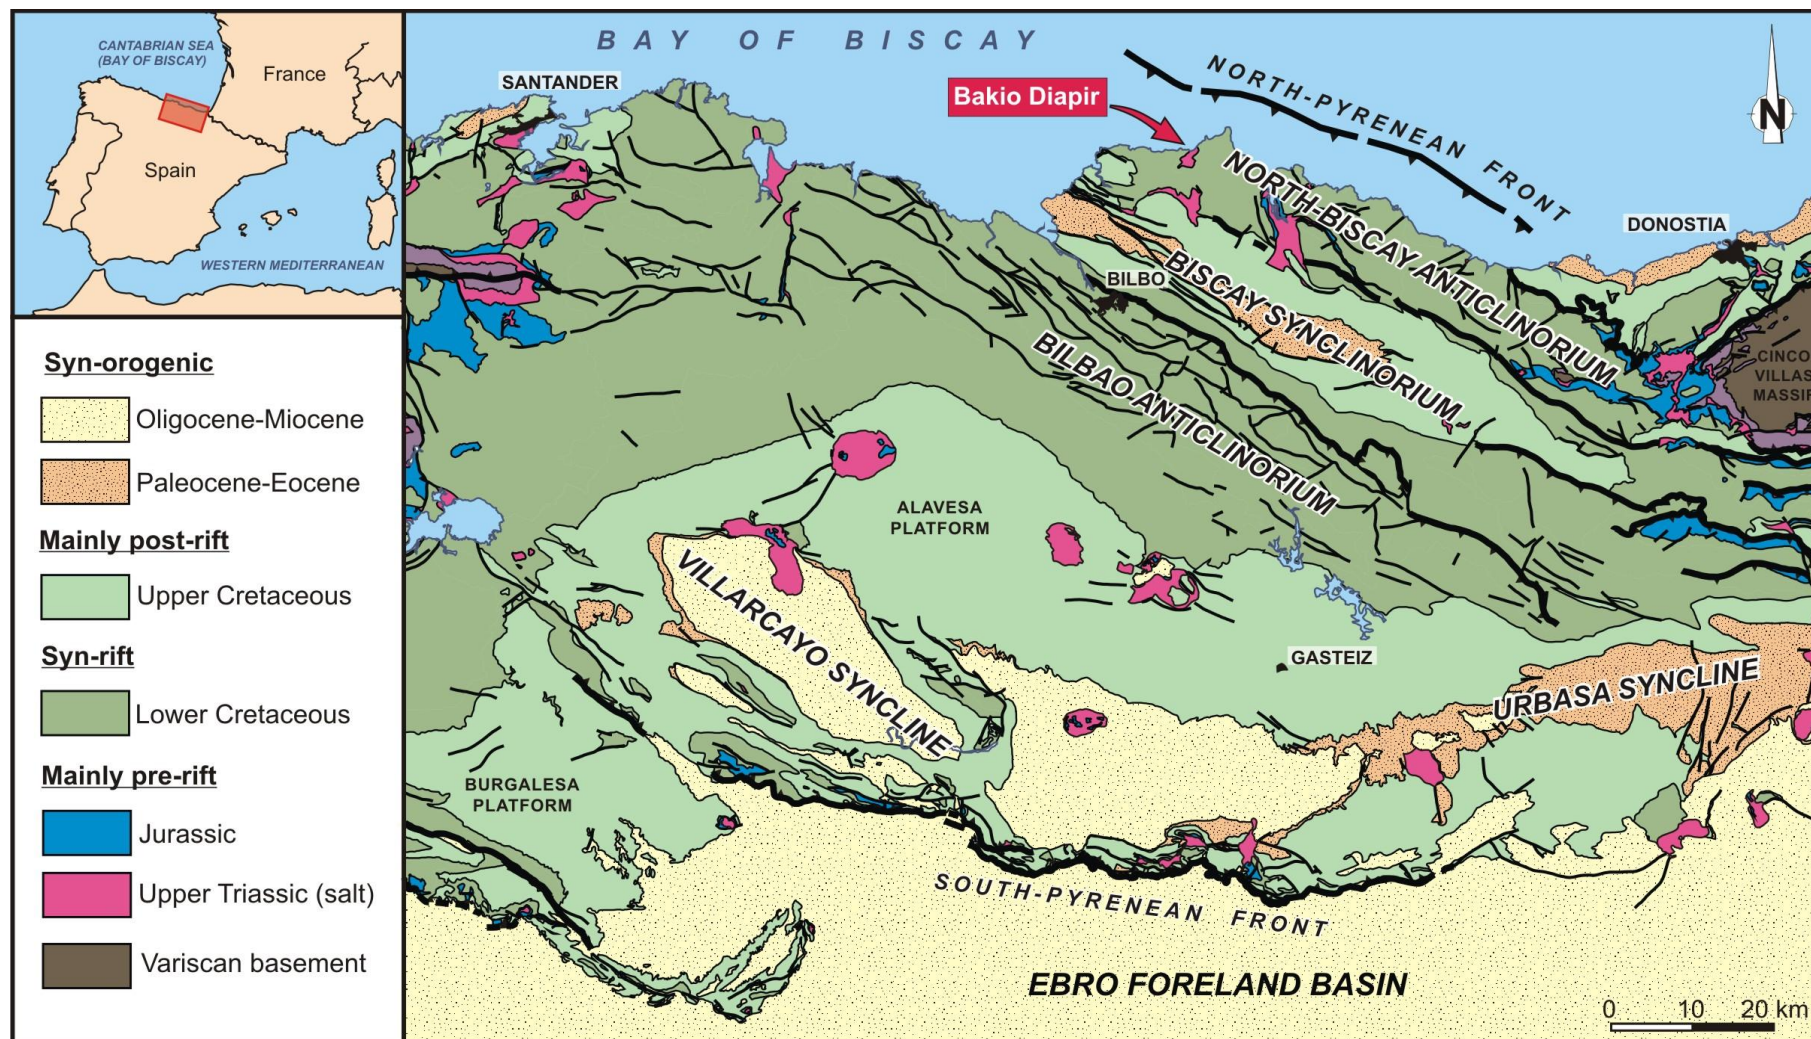 CANTABRIAN SEA
(BAY OF BISCAY)
France
Spain
WESTERN MEDITERRANEAN
Syn-orogenic
Oligocene-Miocene
Paleocene-Eocene
Mainly post-rift
Upper Cretaceous
Syn-rift
Lower Cretaceous
Mainly pre-rift
Jurassic
Upper Triassic (salt)
Variscan basement
BAY OF BISCAY
SANTANDER
Bakio Diapir
NORTH-PYRENEAN FRONT
N
NORTH-BISCAY ANTICLINORIUM
DONOSTIA
BILBO
BISCAY SYNCLINORIUM
BILBAO ANTICLINORIUM
CINCO
VILLAS
MASSIF
ALAVESA
PLATFORM
VILLARCAYO SYNCLINE
GASTEIZ
URBASA SYNCLINE
BURGALESA
PLATFORM
SOUTH-PYRENEAN FRONT
EBRO FORELAND BASIN
0 10 20 km